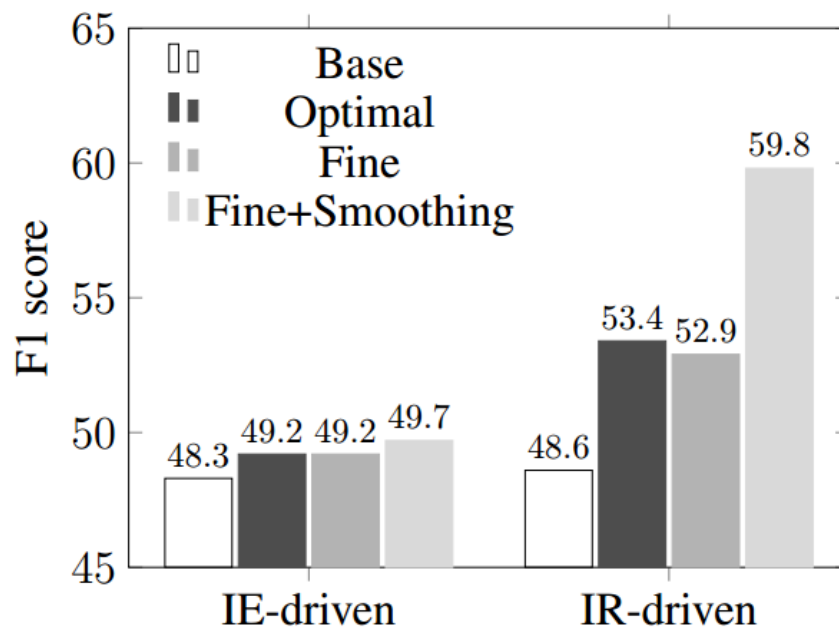 65
60
55
50
45
F1 score
Base
Optimal
Fine
Fine+Smoothing
48.3
49.2
49.2
49.7
48.6
53.4
52.9
59.8
IE-driven
IR-driven